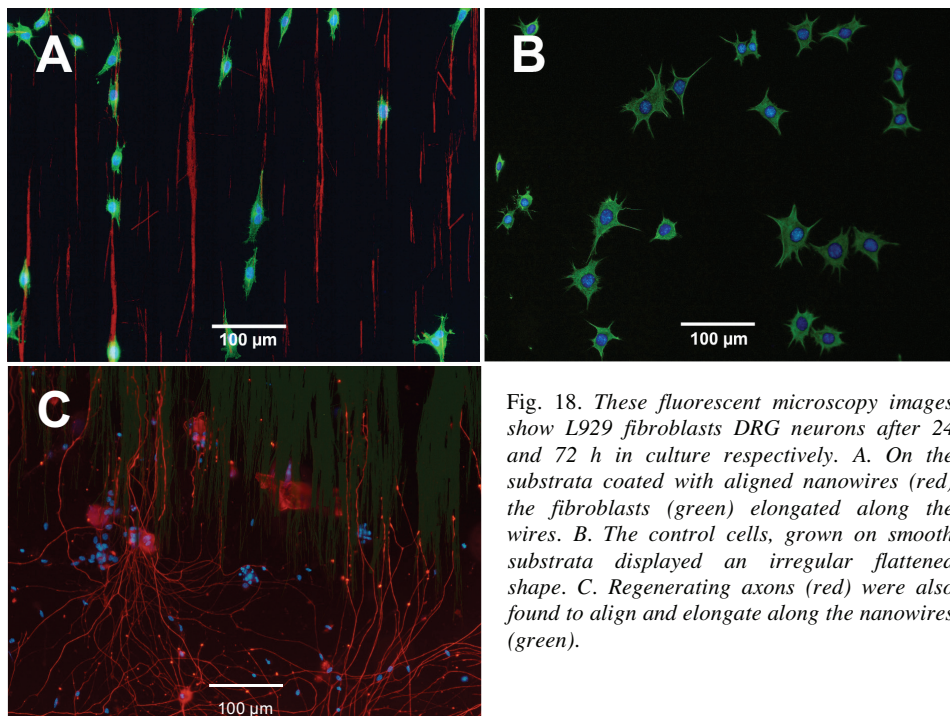 A
B
100 µm
100 µm
C
100 µm
Fig. 18. These fluorescent microscopy images
show L929 fibroblasts DRG neurons after 24
and 72 h in culture respectively. A. On the
substrata coated with aligned nanowires (red)
the fibroblasts (green) elongated along the
wires. B. The control cells, grown on smooth
substrata displayed an irregular flattened
shape. C. Regenerating axons (red) were also
found to align and elongate along the nanowires
(green).